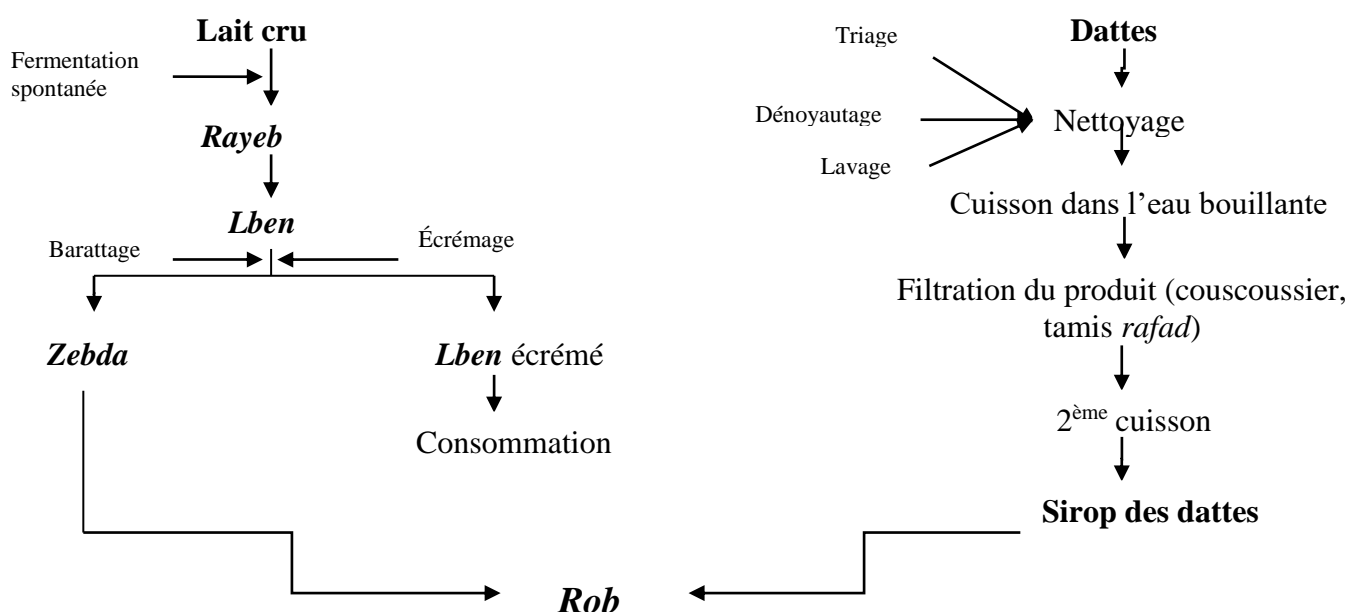 Lait cru
Fermentation
spontanée
Rayeb
Lben
Barattage
Écrémage
Zebda
Lben écrémé
Consommation
Dattes
Triage
Dénoyautage
Lavage
Nettoyage
Cuisson dans l’eau bouillante
Filtration du produit (couscoussier,
tamis rafad)
2ème cuisson
Sirop des dattes
Rob